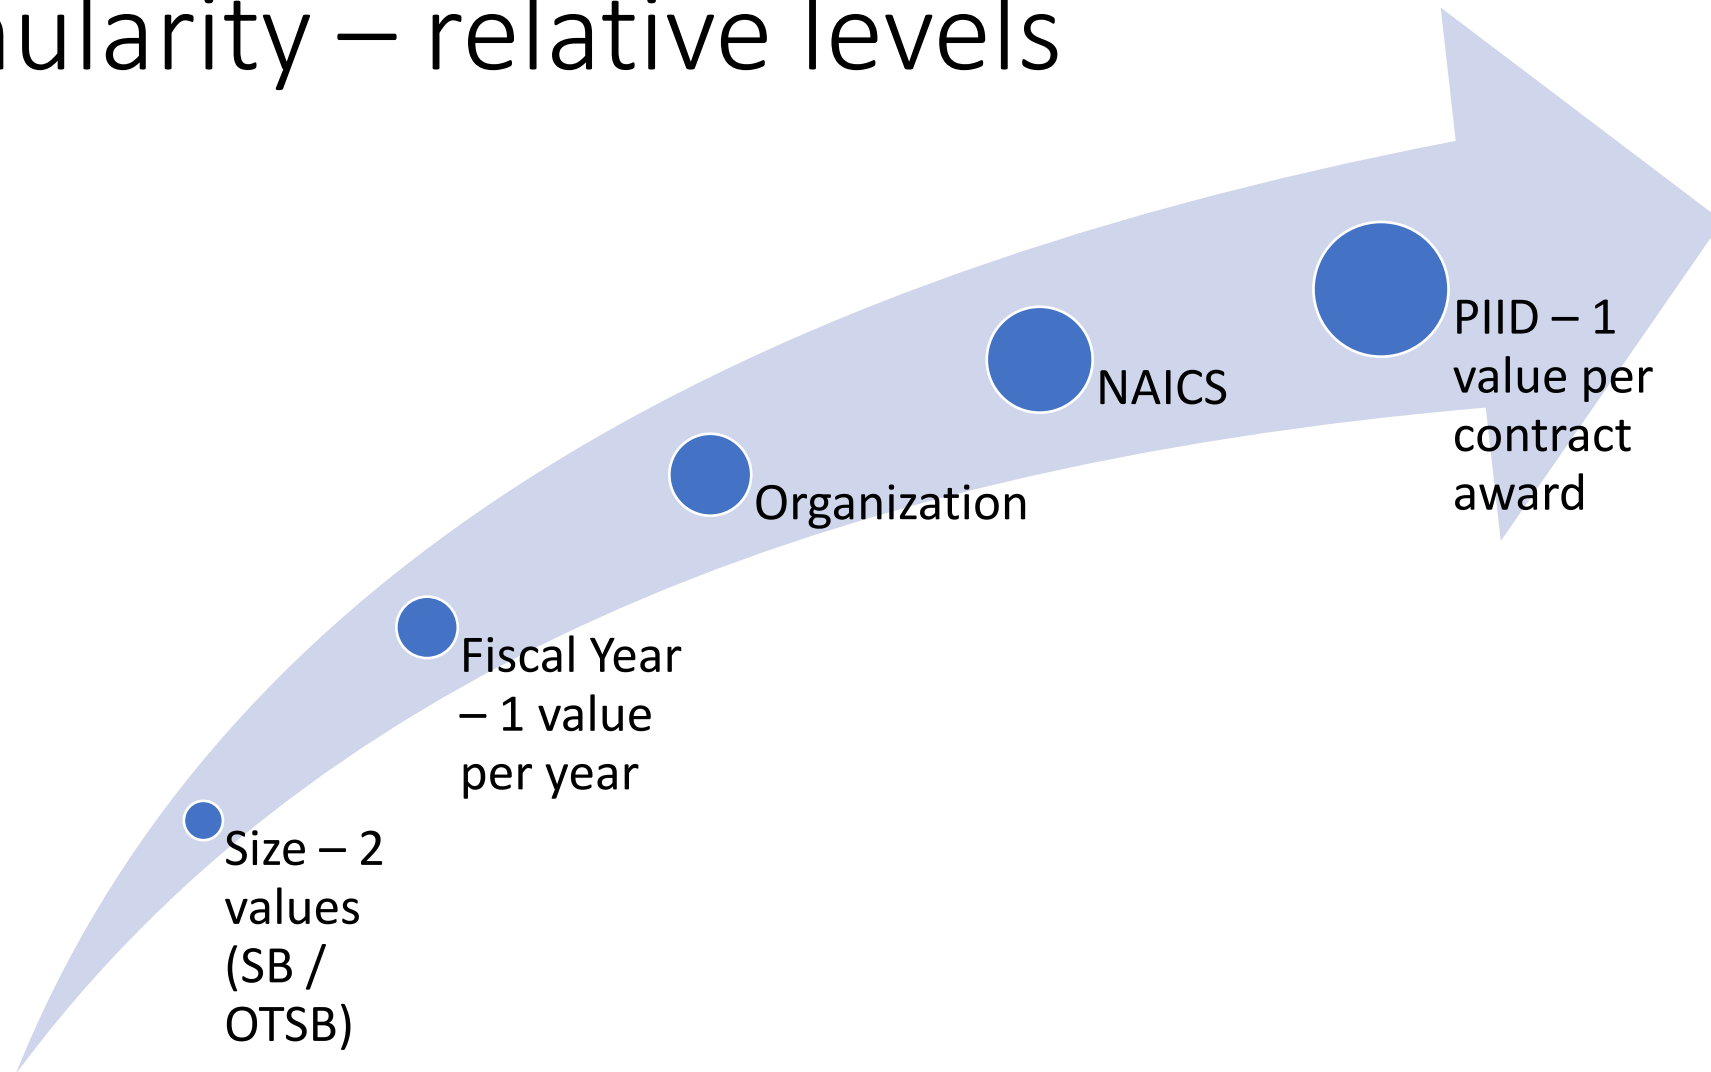 ularity – relative levels
Size – 2
values
(SB /
OTSB)
Fiscal Year
– 1 value
per year
Organization
NAICS
PIID – 1
value per
contract
award